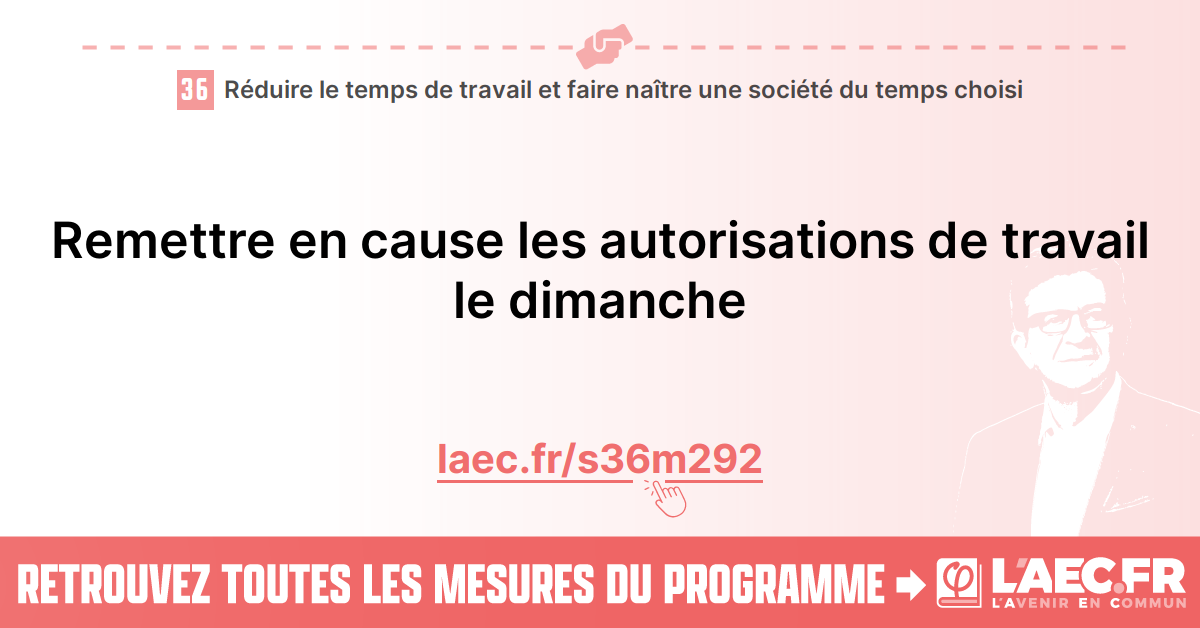 36 Réduire le temps de travail et faire naître une société du temps choisi
Remettre en cause les autorisations de travail
le dimanche
laec.fr/s36m292
RETROUVEZ TOUTES LES MESURES DU PROGRAMME φ L'AEC.FR
L'AVENIR EN COMMUN